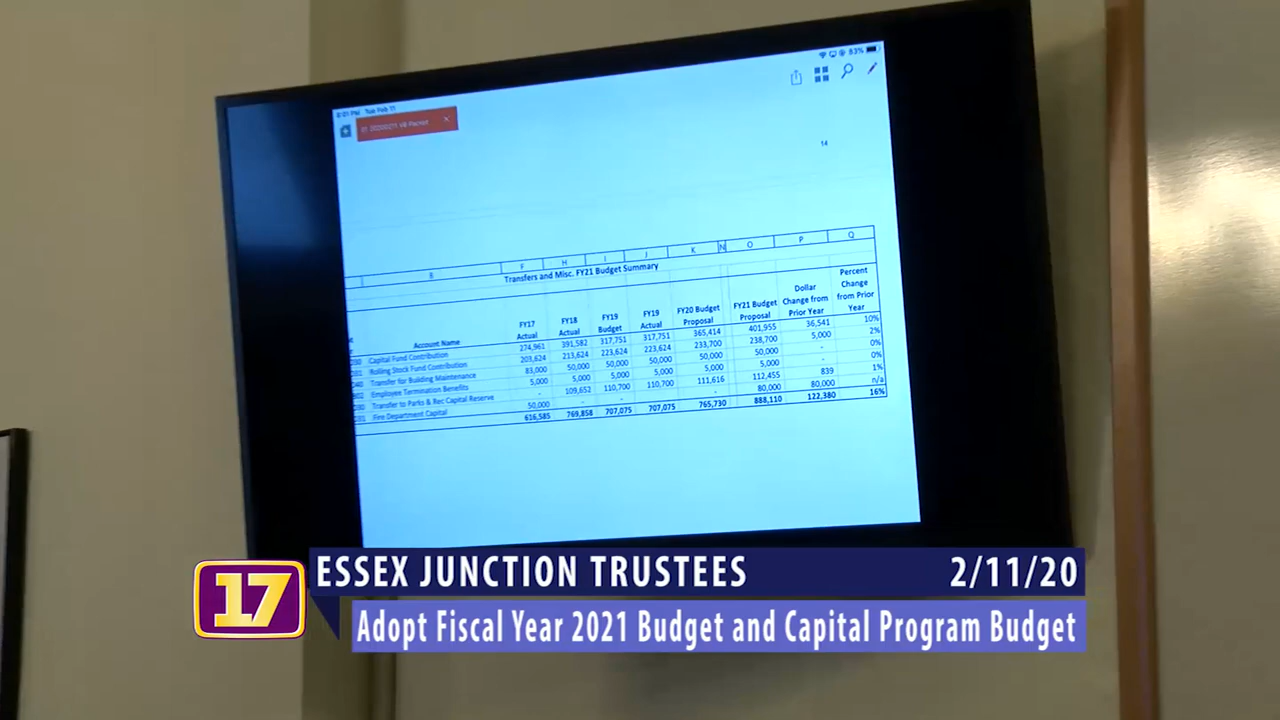 83%
8:01 PM Tue Feb 11
14
B F H I J K N O P Q
Transfers and Misc. FY21 Budget Summary
Account Name FY17 Actual FY18 Actual FY19 Budget FY19 Actual FY20 Budget Proposal FY21 Budget Proposal Dollar Change from Prior Year Percent Change from Prior Year
Capital Fund Contribution 274,961 391,582 317,751 317,751 365,414 401,955 36,541 10%
Rolling Stock Fund Contribution 203,624 213,624 223,624 223,624 233,700 238,700 5,000 2%
Transfer for Building Maintenance 83,000 50,000 50,000 50,000 50,000 50,000 - 0%
Employee Termination Benefits 5,000 5,000 5,000 5,000 5,000 5,000 - 0%
Transfer to Parks & Rec Capital Reserve - 109,652 110,700 110,700 111,616 112,455 839 1%
Fire Department Capital 50,000 - - - - 80,000 80,000 n/a
616,585 769,858 707,075 707,075 765,730 888,110 122,380 16%
17
ESSEX JUNCTION TRUSTEES 2/11/20
Adopt Fiscal Year 2021 Budget and Capital Program Budget